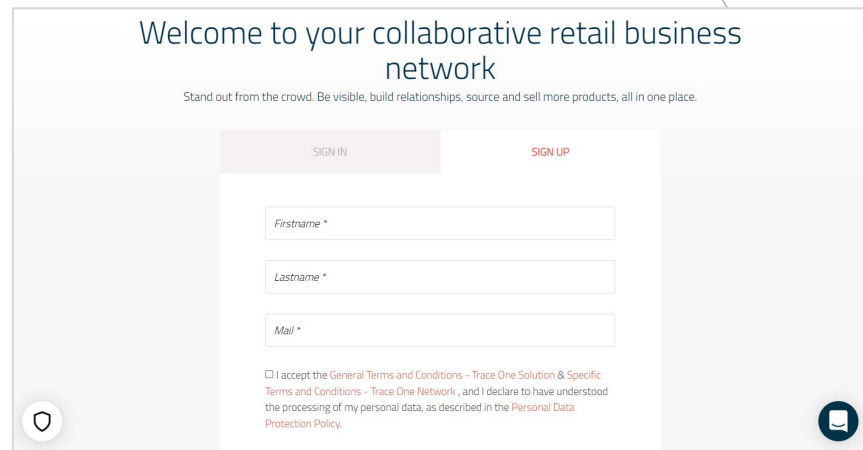 Welcome to your collaborative retail business
network
Stand out from the crowd. Be visible, build relationships, source and sell more products, all in one place.
SIGN IN
SIGN UP
Firstname *
Lastname *
Mail *
I accept the General Terms and Conditions - Trace One Solution & Specific
Terms and Conditions - Trace One Network , and I declare to have understood
the processing of my personal data, as described in the Personal Data
Protection Policy.